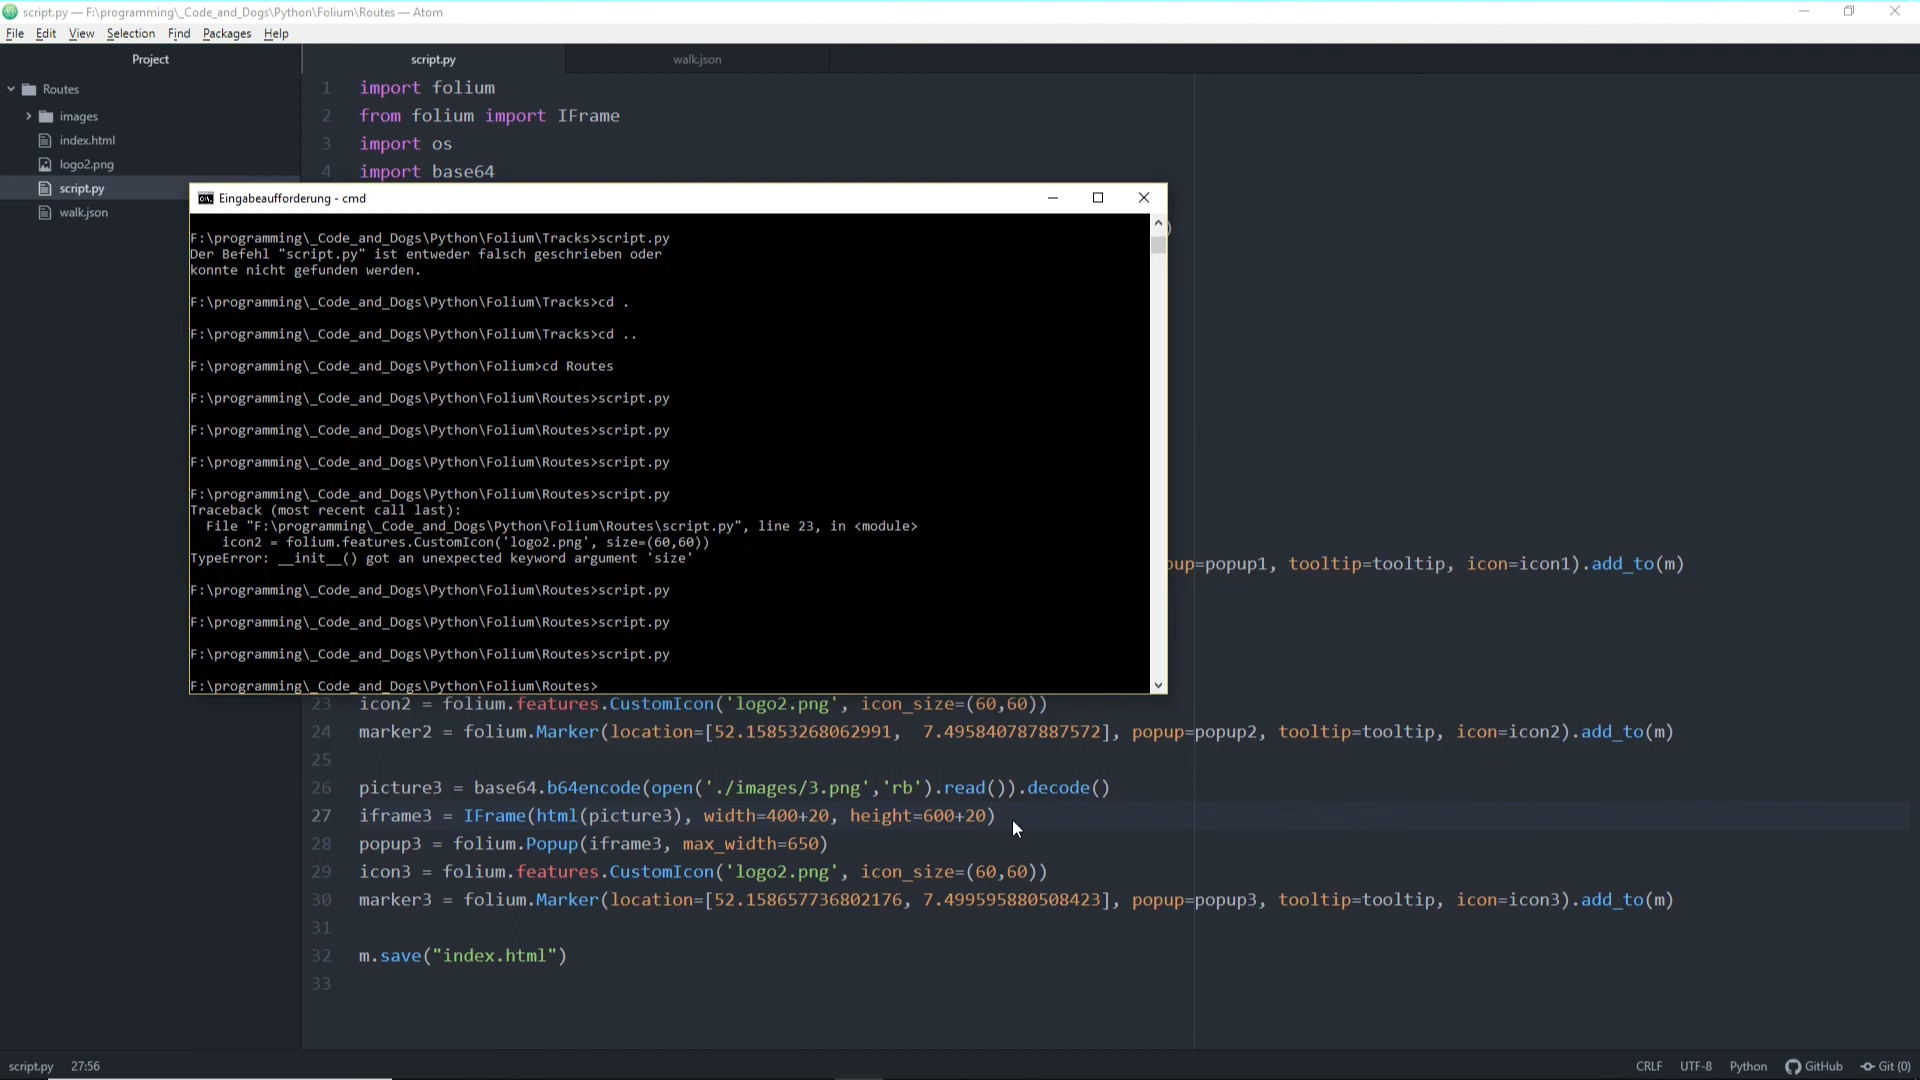 script.py — F:\programming\_Code_and_Dogs\Python\Folium\Routes — Atom
File Edit View Selection Find Packages Help
Project
script.py
walk.json
Routes
images
index.html
logo2.png
script.py
walk.json
1 import folium
2 from folium import IFrame
3 import os
4 import base64
)
Eingabeaufforderung - cmd
F:\programming\_Code_and_Dogs\Python\Folium\Tracks>script.py
Der Befehl "script.py" ist entweder falsch geschrieben oder
konnte nicht gefunden werden.
F:\programming\_Code_and_Dogs\Python\Folium\Tracks>cd .
F:\programming\_Code_and_Dogs\Python\Folium\Tracks>cd ..
F:\programming\_Code_and_Dogs\Python\Folium>cd Routes
F:\programming\_Code_and_Dogs\Python\Folium\Routes>script.py
F:\programming\_Code_and_Dogs\Python\Folium\Routes>script.py
F:\programming\_Code_and_Dogs\Python\Folium\Routes>script.py
F:\programming\_Code_and_Dogs\Python\Folium\Routes>script.py
Traceback (most recent call last):
File "F:\programming\_Code_and_Dogs\Python\Folium\Routes\script.py", line 23, in <module>
icon2 = folium.features.CustomIcon('logo2.png', size=(60,60))
TypeError: __init__() got an unexpected keyword argument 'size'
F:\programming\_Code_and_Dogs\Python\Folium\Routes>script.py
F:\programming\_Code_and_Dogs\Python\Folium\Routes>script.py
F:\programming\_Code_and_Dogs\Python\Folium\Routes>script.py
F:\programming\_Code_and_Dogs\Python\Folium\Routes>
pup=popup1, tooltip=tooltip, icon=icon1).add_to(m)
23 icon2 = folium.features.CustomIcon('logo2.png', icon_size=(60,60))
24 marker2 = folium.Marker(location=[52.15853268062991, 7.495840787887572], popup=popup2, tooltip=tooltip, icon=icon2).add_to(m)
25
26 picture3 = base64.b64encode(open('./images/3.png','rb').read()).decode()
27 iframe3 = IFrame(html(picture3), width=400+20, height=600+20)
28 popup3 = folium.Popup(iframe3, max_width=650)
29 icon3 = folium.features.CustomIcon('logo2.png', icon_size=(60,60))
30 marker3 = folium.Marker(location=[52.158657736802176, 7.499595880508423], popup=popup3, tooltip=tooltip, icon=icon3).add_to(m)
31
32 m.save("index.html")
33
script.py 27:56
CRLF UTF-8 Python GitHub Git (0)